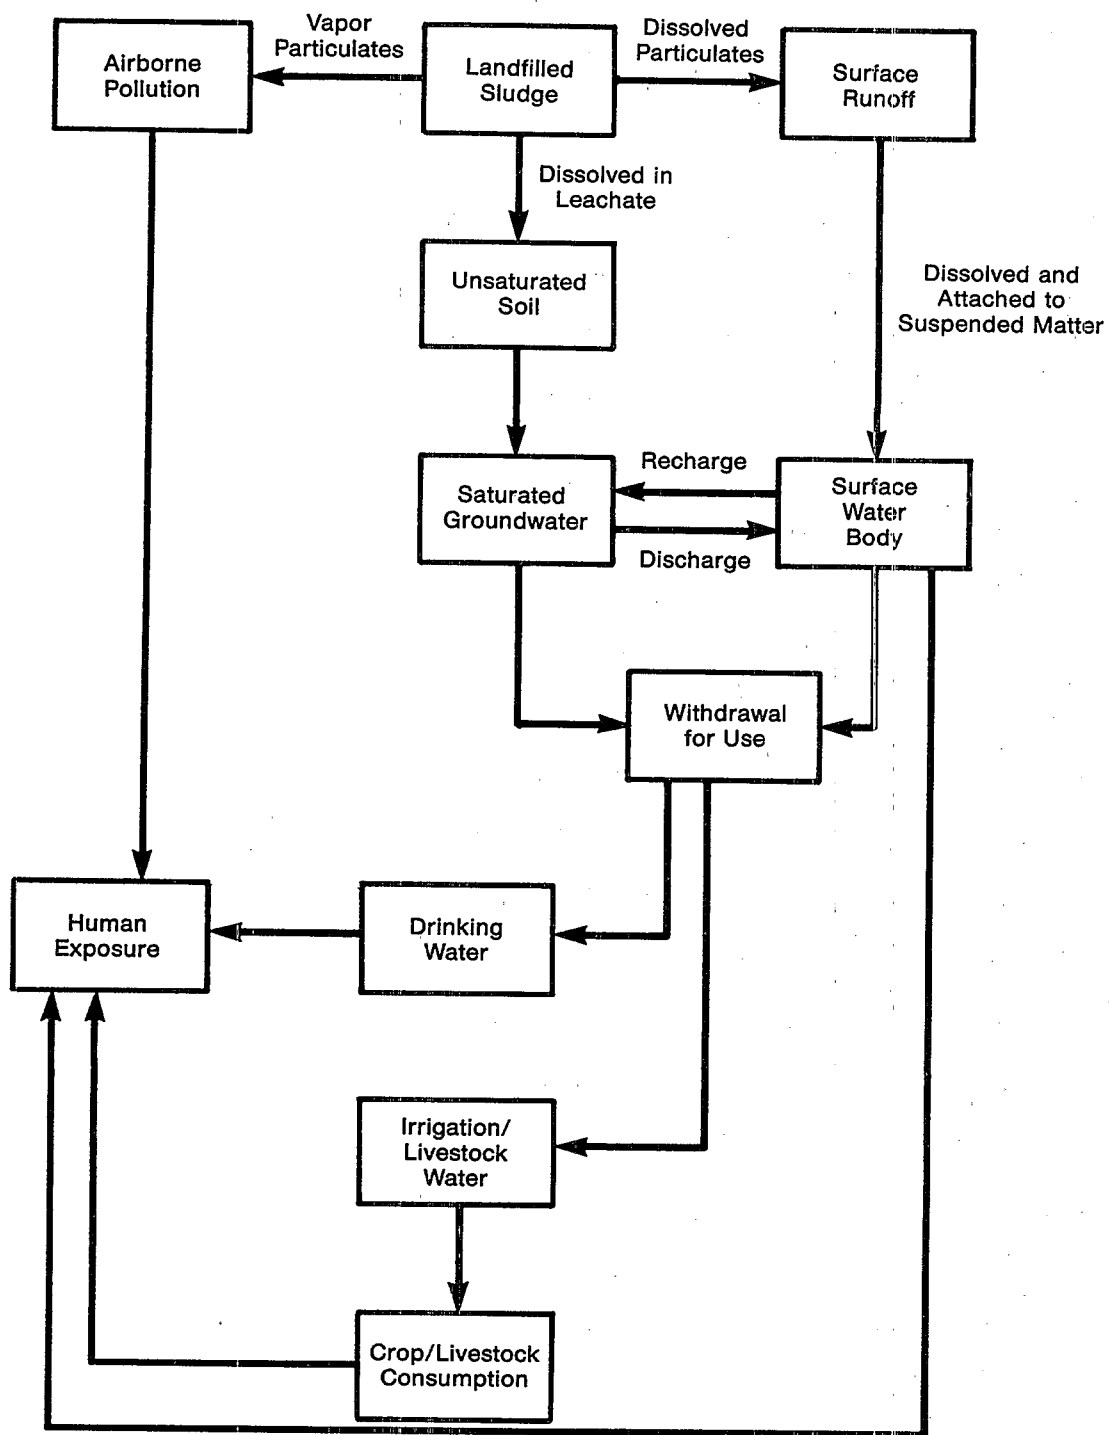 Vapor
Particulates
Dissolved
Particulates
Airborne
Pollution
Landfilled
Sludge
Surface
Runoff
Dissolved in
Leachate
Unsaturated
Soil
Dissolved and
Attached to
Suspended Matter
Recharge
Saturated
Groundwater
Surface
Water
Body
Discharge
Withdrawal
for Use
Human
Exposure
Drinking
Water
Irrigation/
Livestock
Water
Crop/Livestock
Consumption